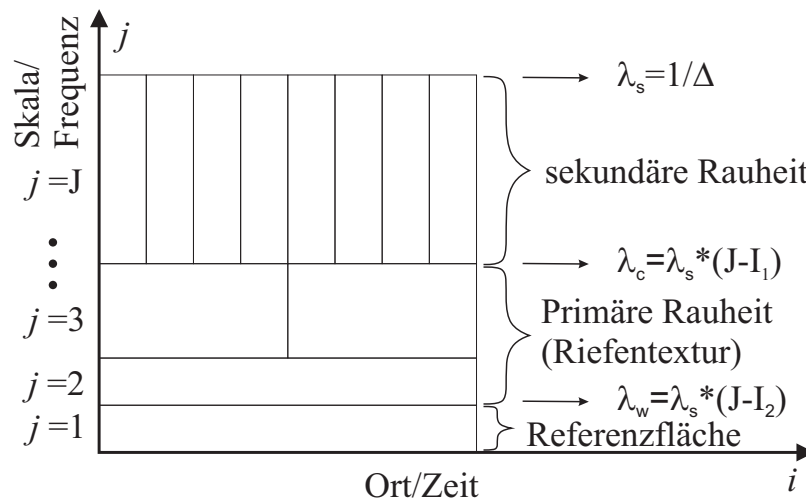 j
Skala/
Frequenz
λs=1/Δ
j =J
sekundäre Rauheit
λc=λs*(J-I1)
j =3
Primäre Rauheit
(Riefentextur)
j =2
λw=λs*(J-I2)
j =1
Referenzfläche
Ort/Zeit
i